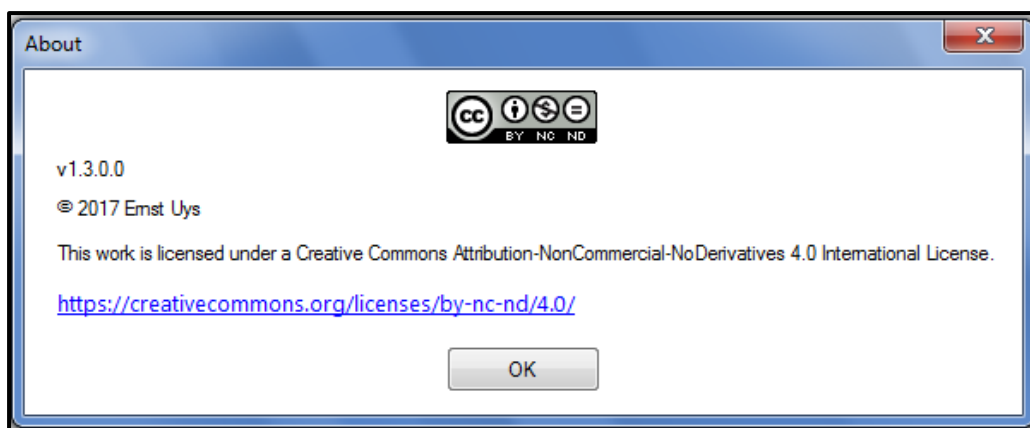 About
x
cc
BY NC ND
v1.3.0.0
© 2017 Ernst Uys
This work is licensed under a Creative Commons Attribution-NonCommercial-NoDerivatives 4.0 International License.
https://creativecommons.org/licenses/by-nc-nd/4.0/
OK